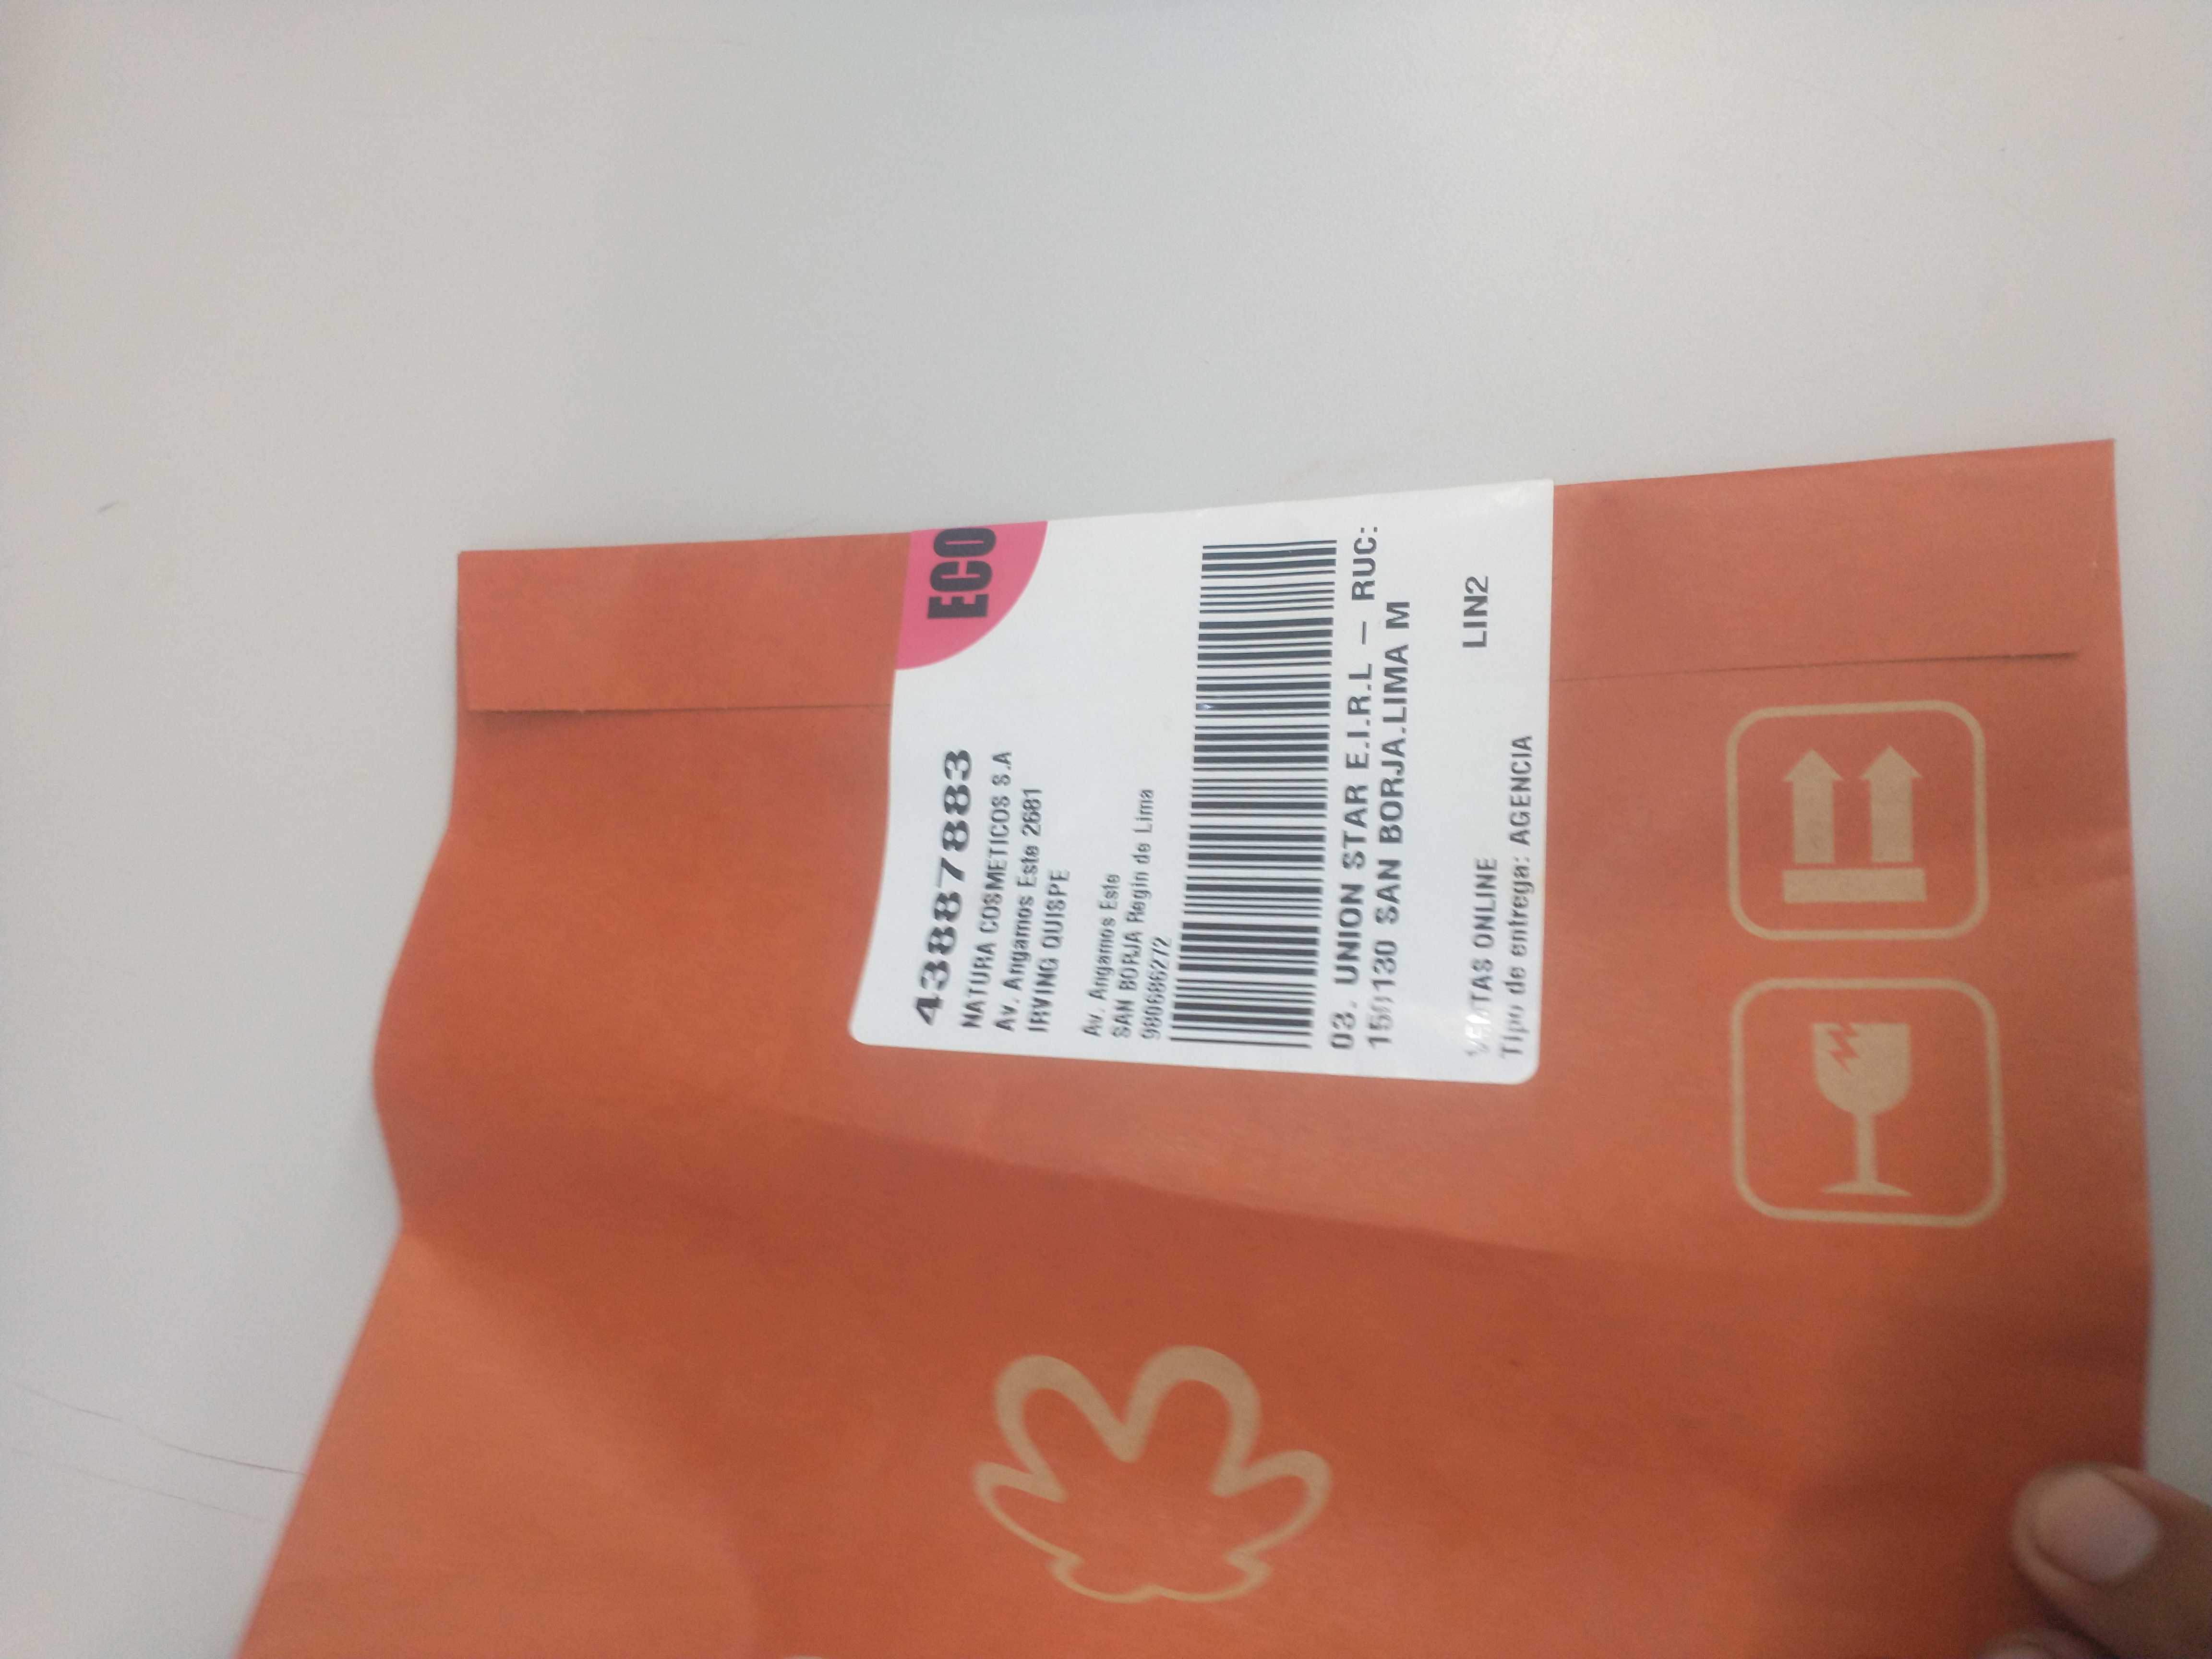 ECO
43887883
NATURA COSMETICOS S.A
Av. Angamos Este 2681
IRVING QUISPE
Av. Angamos Este
SAN BORJA Regin de Lima
980686272
03. UNION STAR E.I.R.L – RUC:
150130 SAN BORJA.LIMA M
LIN2
VENTAS ONLINE
Tipo de entrega: AGENCIA